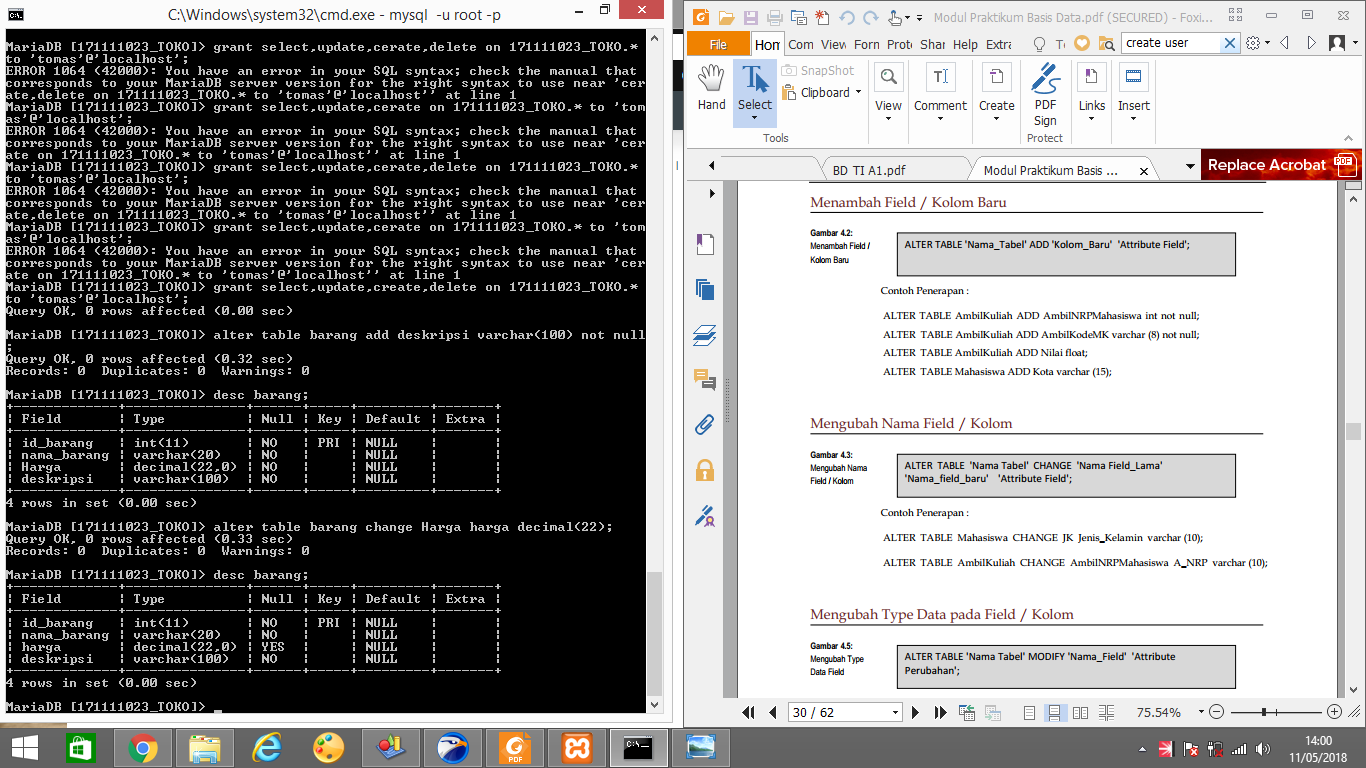 C:\Windows\system32\cmd.exe - mysql -u root -p
MariaDB [171111023_TOKO]> grant select,update,cerate,delete on 171111023_TOKO.*
to 'tomas'@'localhost';
ERROR 1064 (42000): You have an error in your SQL syntax; check the manual that
corresponds to your MariaDB server version for the right syntax to use near 'cer
ate,delete on 171111023_TOKO.* to 'tomas'@'localhost'' at line 1
MariaDB [171111023_TOKO]> grant select,update,cerate on 171111023_TOKO.* to 'tom
as'@'localhost';
ERROR 1064 (42000): You have an error in your SQL syntax; check the manual that
corresponds to your MariaDB server version for the right syntax to use near 'cer
ate on 171111023_TOKO.* to 'tomas'@'localhost'' at line 1
MariaDB [171111023_TOKO]> grant select,update,cerate,delete on 171111023_TOKO.*
to 'tomas'@'localhost';
ERROR 1064 (42000): You have an error in your SQL syntax; check the manual that
corresponds to your MariaDB server version for the right syntax to use near 'cer
ate,delete on 171111023_TOKO.* to 'tomas'@'localhost'' at line 1
MariaDB [171111023_TOKO]> grant select,update,cerate on 171111023_TOKO.* to 'tom
as'@'localhost';
ERROR 1064 (42000): You have an error in your SQL syntax; check the manual that
corresponds to your MariaDB server version for the right syntax to use near 'cer
ate on 171111023_TOKO.* to 'tomas'@'localhost'' at line 1
MariaDB [171111023_TOKO]> grant select,update,create,delete on 171111023_TOKO.*
to 'tomas'@'localhost';
Query OK, 0 rows affected (0.00 sec)
MariaDB [171111023_TOKO]> alter table barang add deskripsi varchar(100) not null
;
Query OK, 0 rows affected (0.32 sec)
Records: 0 Duplicates: 0 Warnings: 0
MariaDB [171111023_TOKO]> desc barang;
| Field | Type | Null | Key | Default | Extra |
| id_barang | int(11) | NO | PRI | NULL | |
| nama_barang | varchar(20) | NO | | NULL | |
| Harga | decimal(22,0) | NO | | NULL | |
| deskripsi | varchar(100) | NO | | NULL | |
4 rows in set (0.00 sec)
MariaDB [171111023_TOKO]> alter table barang change Harga harga decimal(22);
Query OK, 0 rows affected (0.33 sec)
Records: 0 Duplicates: 0 Warnings: 0
MariaDB [171111023_TOKO]> desc barang;
| Field | Type | Null | Key | Default | Extra |
| id_barang | int(11) | NO | PRI | NULL | |
| nama_barang | varchar(20) | NO | | NULL | |
| harga | decimal(22,0) | YES | | NULL | |
| deskripsi | varchar(100) | NO | | NULL | |
4 rows in set (0.00 sec)
MariaDB [171111023_TOKO]> _
Modul Praktikum Basis Data.pdf (SECURED) - Foxi...
File Hom Com View Forn Prote Shar Help Extra T create user
Hand Select SnapShot Clipboard View Comment Create PDF Sign Links Insert
Tools Protect
BD TI A1.pdf Modul Praktikum Basis ... Replace Acrobat PDF
Menambah Field / Kolom Baru
Gambar 4.2:
Menambah Field /
Kolom Baru
ALTER TABLE 'Nama_Tabel' ADD 'Kolom_Baru' 'Attribute Field';
Contoh Penerapan :
ALTER TABLE AmbilKuliah ADD AmbilNRPMahasiswa int not null;
ALTER TABLE AmbilKuliah ADD AmbilKodeMK varchar (8) not null;
ALTER TABLE AmbilKuliah ADD Nilai float;
ALTER TABLE Mahasiswa ADD Kota varchar (15);
Mengubah Nama Field / Kolom
Gambar 4.3:
Mengubah Nama
Field / Kolom
ALTER TABLE 'Nama Tabel' CHANGE 'Nama Field_Lama'
'Nama_field_baru' 'Attribute Field';
Contoh Penerapan :
ALTER TABLE Mahasiswa CHANGE JK Jenis_Kelamin varchar (10);
ALTER TABLE AmbilKuliah CHANGE AmbilNRPMahasiswa A_NRP varchar (10);
Mengubah Type Data pada Field / Kolom
Gambar 4.5:
Mengubah Type
Data Field
ALTER TABLE 'Nama Tabel' MODIFY 'Nama_Field' 'Attribute
Perubahan';
30 / 62 75.54%
PDF
14:00
11/05/2018